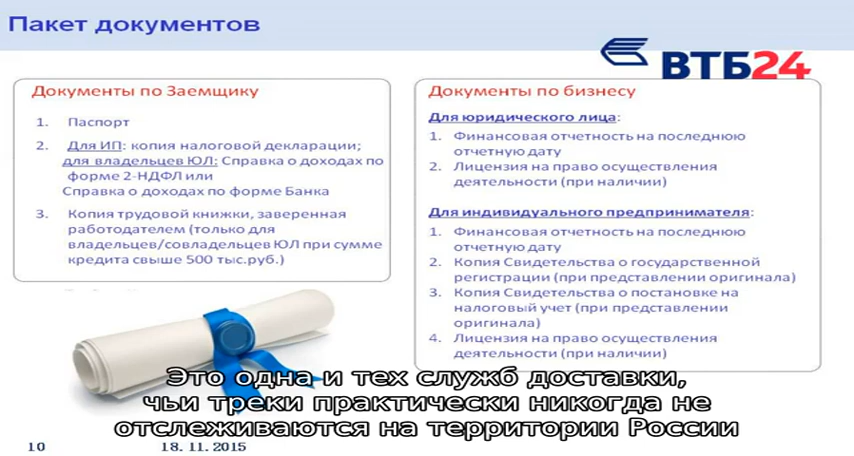 Пакет документов
ВТБ24
Документы по Заемщику
1. Паспорт
2. Для ИП: копия налоговой декларации;
для владельцев ЮЛ: Справка о доходах по
форме 2-НДФЛ или
Справка о доходах по форме Банка
3. Копия трудовой книжки, заверенная
работодателем (только для
владельцев/совладельцев ЮЛ при сумме
кредита свыше 500 тыс.руб.)
Документы по бизнесу
Для юридического лица:
1. Финансовая отчетность на последнюю
отчетную дату
2. Лицензия на право осуществления
деятельности (при наличии)
Для индивидуального предпринимателя:
1. Финансовая отчетность на последнюю
отчетную дату
2. Копия Свидетельства о государственной
регистрации (при представлении оригинала)
3. Копия Свидетельства о постановке на
налоговый учет (при представлении
оригинала)
4. Лицензия на право осуществления
деятельности (при наличии)
Это одна и тех служб доставки,
чьи треки практически никогда не
отслеживаются на территории России
10 18.11.2015